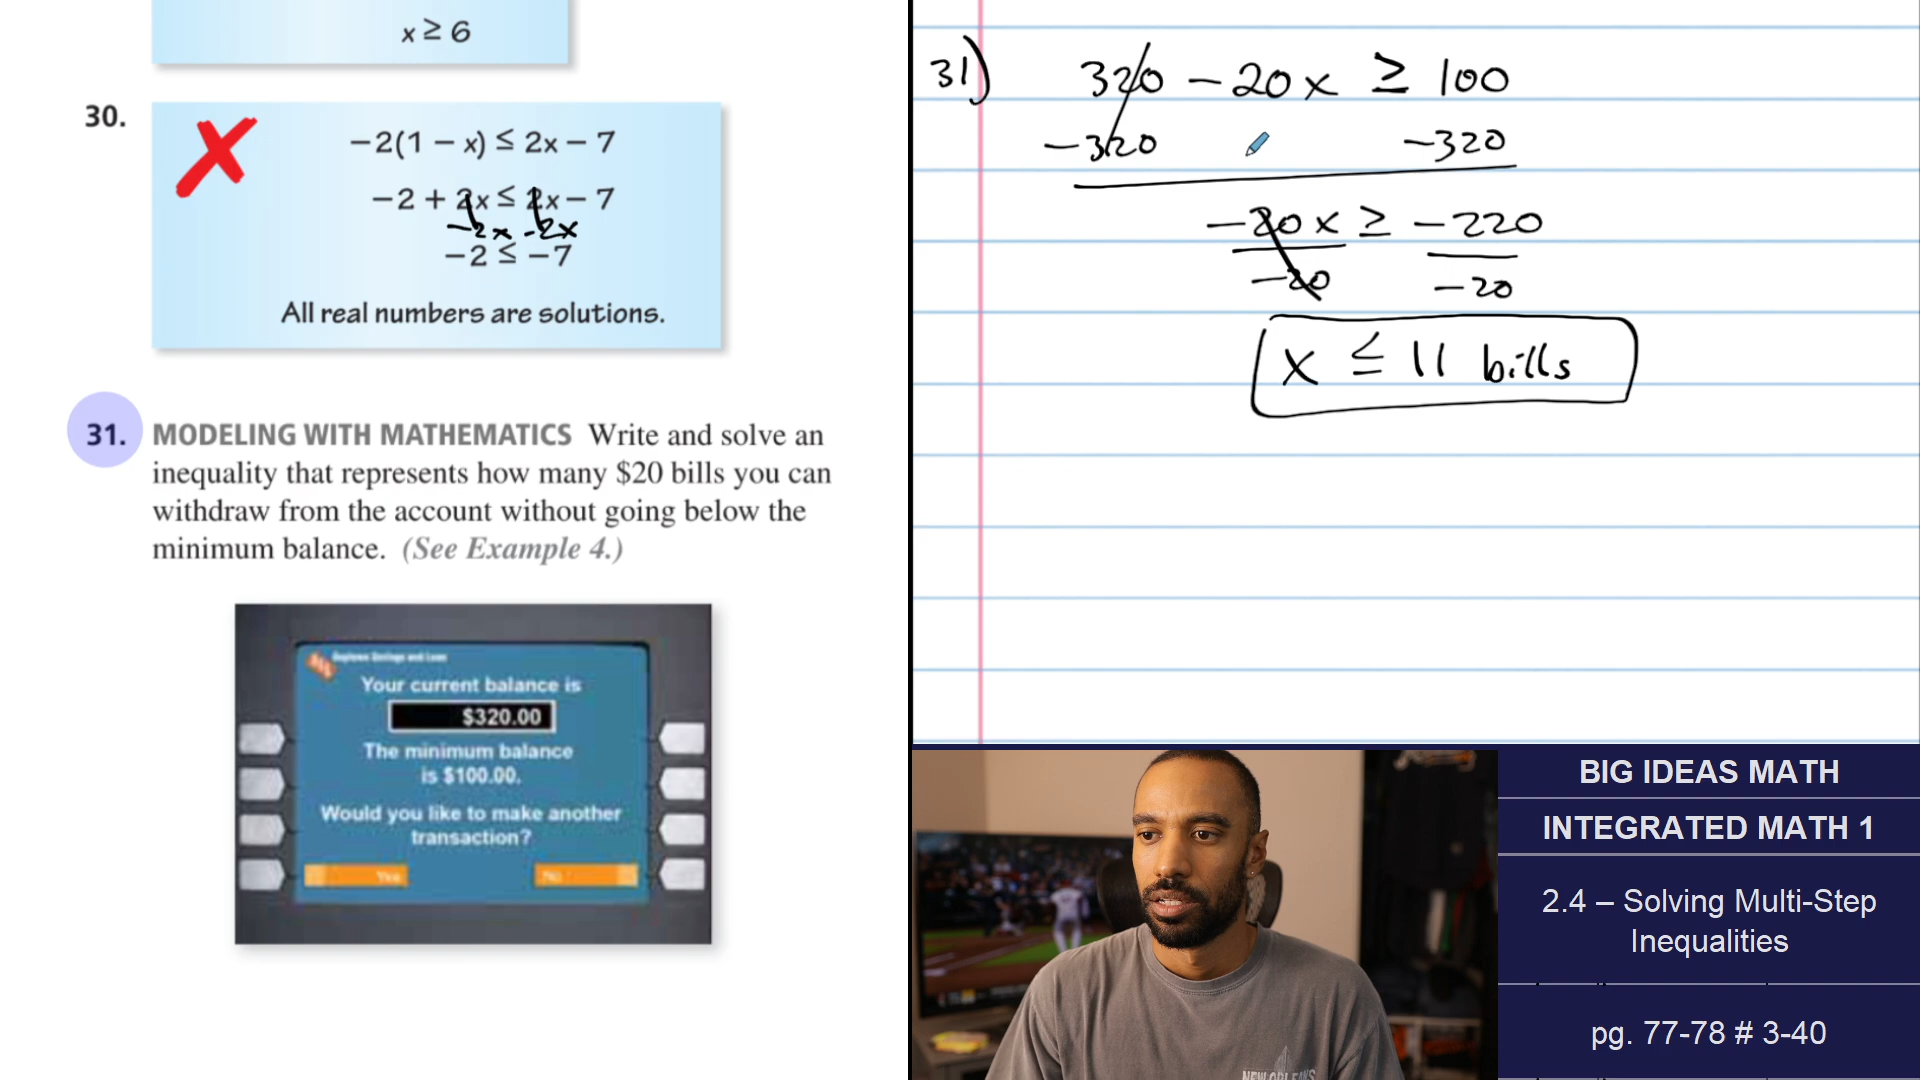 x ≥ 6
30.
−2(1 − x) ≤ 2x − 7
−2 + 2x ≤ 2x − 7
−2x −2x
−2 ≤ −7
All real numbers are solutions.
31. MODELING WITH MATHEMATICS Write and solve an
inequality that represents how many $20 bills you can
withdraw from the account without going below the
minimum balance. (See Example 4.)
Your current balance is
$320.00
The minimum balance
is $100.00.
Would you like to make another
transaction?
Yes
No
31) 320 − 20x ≥ 100
−320 −320
−20x ≥ −220
−20 −20
x ≤ 11 bills
NEW ORLEANS
BIG IDEAS MATH
INTEGRATED MATH 1
2.4 – Solving Multi-Step
Inequalities
pg. 77-78 # 3-40